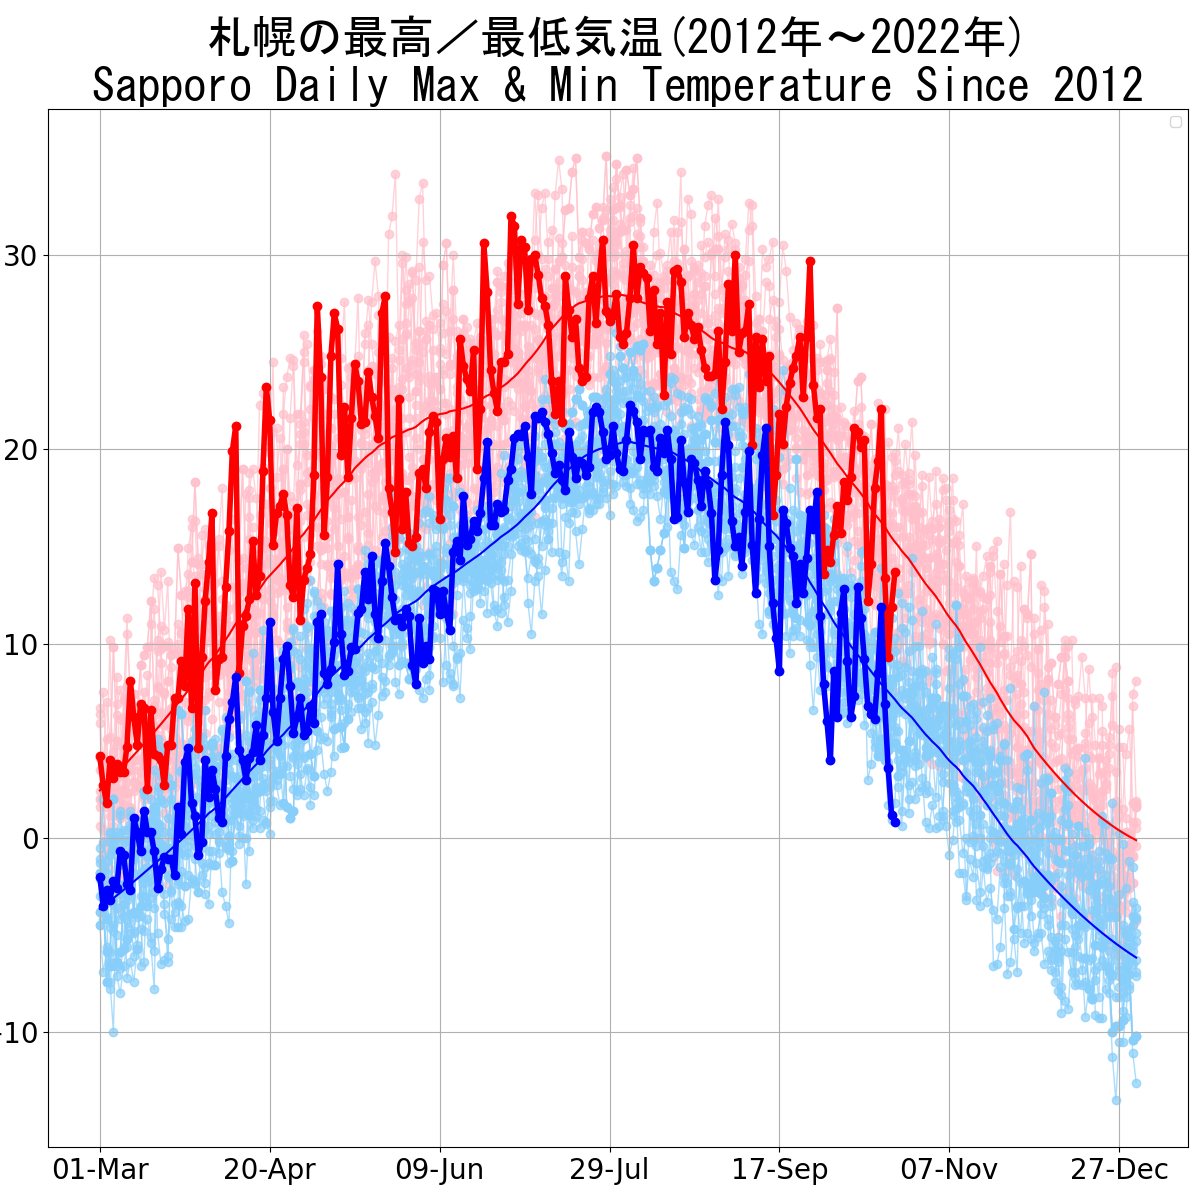 札幌の最高／最低気温(2012年～2022年)
Sapporo Daily Max & Min Temperature Since 2012
30
20
10
0
-10
01-Mar 20-Apr 09-Jun 29-Jul 17-Sep 07-Nov 27-Dec